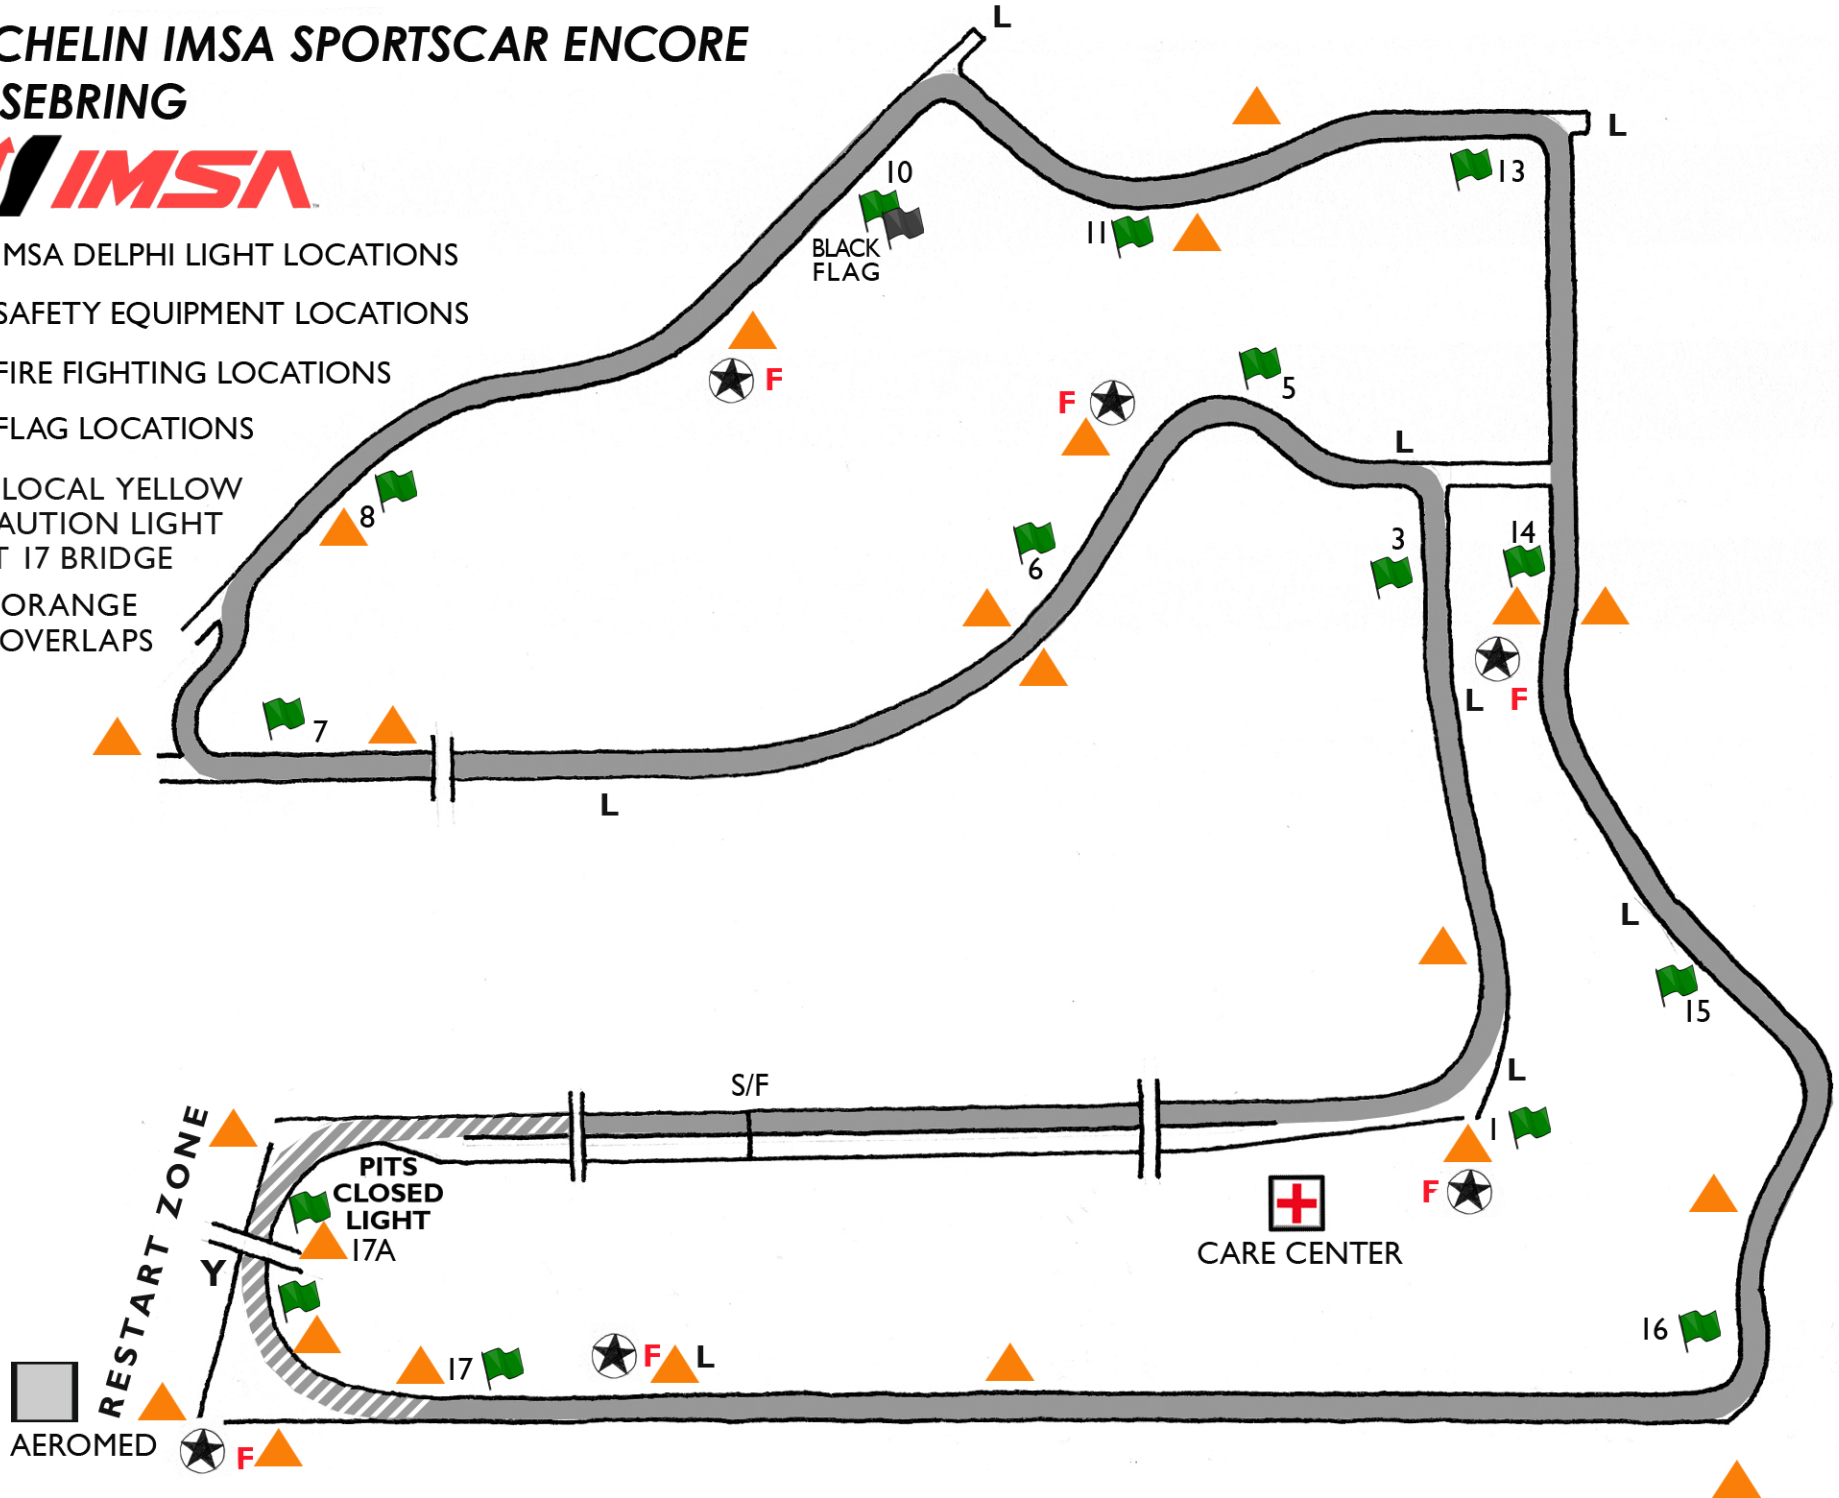 CHELIN IMSA SPORTSCAR ENCORE
SEBRING
IMSA
™
MSA DELPHI LIGHT LOCATIONS
SAFETY EQUIPMENT LOCATIONS
FIRE FIGHTING LOCATIONS
FLAG LOCATIONS
LOCAL YELLOW
AUTION LIGHT
T 17 BRIDGE
ORANGE
OVERLAPS
L
L
10
BLACK
FLAG
11
13
F
F
5
L
8
6
3
14
L F
7
L
L
15
S/F
L
1
F
RESTART ZONE
PITS
CLOSED
LIGHT
17A
Y
CARE CENTER
16
17
F
L
AEROMED
F